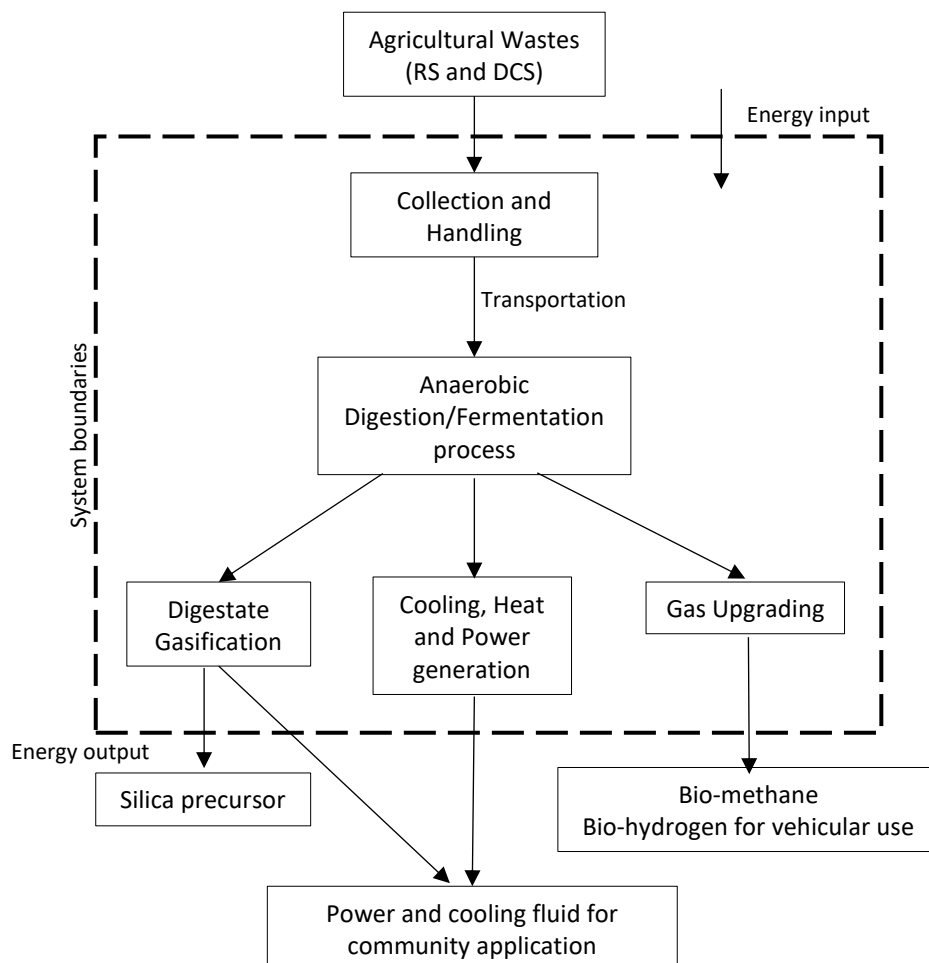 Agricultural Wastes
(RS and DCS)
Energy input
Collection and
Handling
Transportation
System boundaries
Anaerobic
Digestion/Fermentation
process
Digestate
Gasification
Cooling, Heat
and Power
generation
Gas Upgrading
Energy output
Silica precursor
Bio-methane
Bio-hydrogen for vehicular use
Power and cooling fluid for
community application